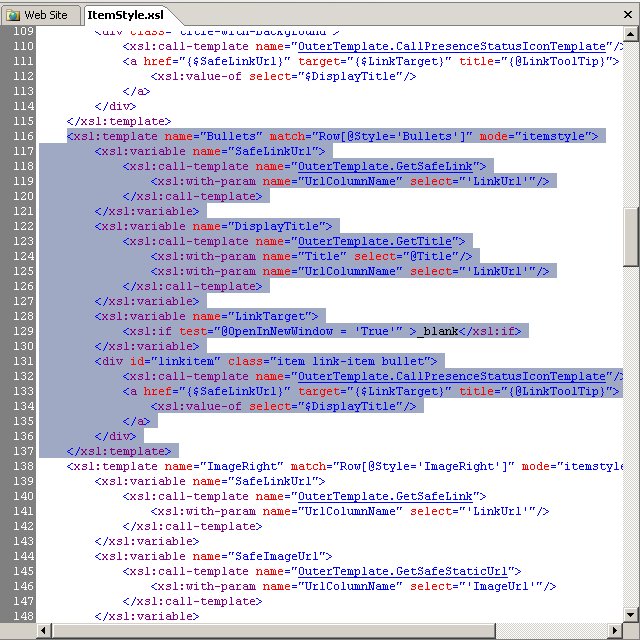 Web Site ItemStyle.xsl
109 <div class="title-with-background">
110 <xsl:call-template name="OuterTemplate.CallPresenceStatusIconTemplate"/
111 <a href="{$SafeLinkUrl}" target="{$LinkTarget}" title="{@LinkToolTip}">
112 <xsl:value-of select="$DisplayTitle"/>
113 </a>
114 </div>
115 </xsl:template>
116 <xsl:template name="Bullets" match="Row[@Style='Bullets']" mode="itemstyle">
117 <xsl:variable name="SafeLinkUrl">
118 <xsl:call-template name="OuterTemplate.GetSafeLink">
119 <xsl:with-param name="UrlColumnName" select="'LinkUrl'"/>
120 </xsl:call-template>
121 </xsl:variable>
122 <xsl:variable name="DisplayTitle">
123 <xsl:call-template name="OuterTemplate.GetTitle">
124 <xsl:with-param name="Title" select="@Title"/>
125 <xsl:with-param name="UrlColumnName" select="'LinkUrl'"/>
126 </xsl:call-template>
127 </xsl:variable>
128 <xsl:variable name="LinkTarget">
129 <xsl:if test="@OpenInNewWindow = 'True'" >_blank</xsl:if>
130 </xsl:variable>
131 <div id="linkitem" class="item link-item bullet">
132 <xsl:call-template name="OuterTemplate.CallPresenceStatusIconTemplate"/
133 <a href="{$SafeLinkUrl}" target="{$LinkTarget}" title="{@LinkToolTip}">
134 <xsl:value-of select="$DisplayTitle"/>
135 </a>
136 </div>
137 </xsl:template>
138 <xsl:template name="ImageRight" match="Row[@Style='ImageRight']" mode="itemstyle
139 <xsl:variable name="SafeLinkUrl">
140 <xsl:call-template name="OuterTemplate.GetSafeLink">
141 <xsl:with-param name="UrlColumnName" select="'LinkUrl'"/>
142 </xsl:call-template>
143 </xsl:variable>
144 <xsl:variable name="SafeImageUrl">
145 <xsl:call-template name="OuterTemplate.GetSafeStaticUrl">
146 <xsl:with-param name="UrlColumnName" select="'ImageUrl'"/>
147 </xsl:call-template>
148 </xsl:variable>